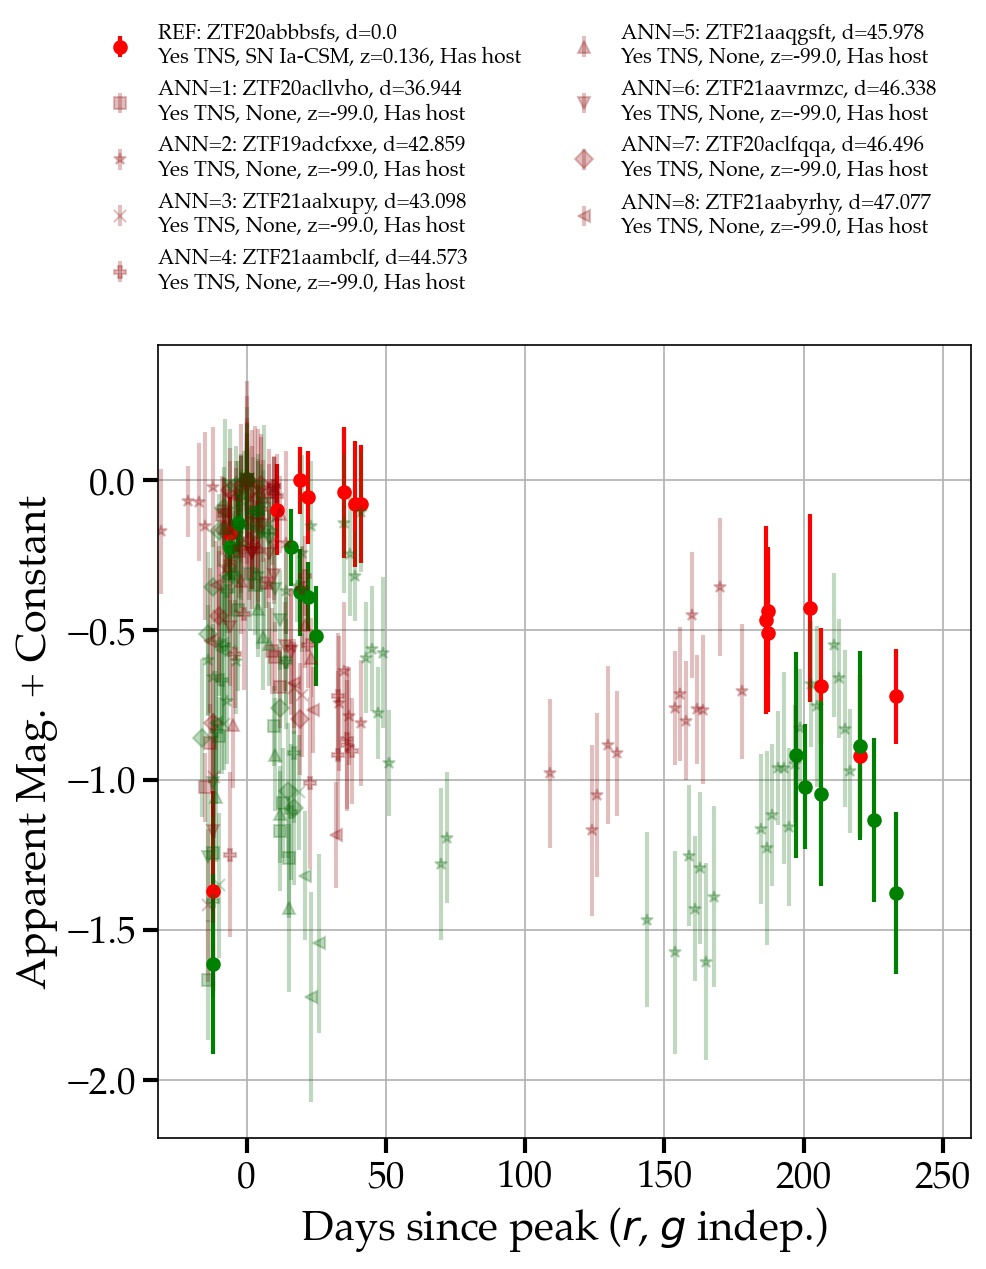 REF: ZTF20abbbsfs, d=0.0
Yes TNS, SN Ia-CSM, z=0.136, Has host
ANN=1: ZTF20acllvho, d=36.944
Yes TNS, None, z=-99.0, Has host
ANN=2: ZTF19adcfxxe, d=42.859
Yes TNS, None, z=-99.0, Has host
ANN=3: ZTF21aalxupy, d=43.098
Yes TNS, None, z=-99.0, Has host
ANN=4: ZTF21aambclf, d=44.573
Yes TNS, None, z=-99.0, Has host
ANN=5: ZTF21aaqgsft, d=45.978
Yes TNS, None, z=-99.0, Has host
ANN=6: ZTF21aavrmzc, d=46.338
Yes TNS, None, z=-99.0, Has host
ANN=7: ZTF20aclfqqa, d=46.496
Yes TNS, None, z=-99.0, Has host
ANN=8: ZTF21aabyrhy, d=47.077
Yes TNS, None, z=-99.0, Has host
Apparent Mag. + Constant
0.0
−0.5
−1.0
−1.5
−2.0
0 50 100 150 200 250
Days since peak (r, g indep.)